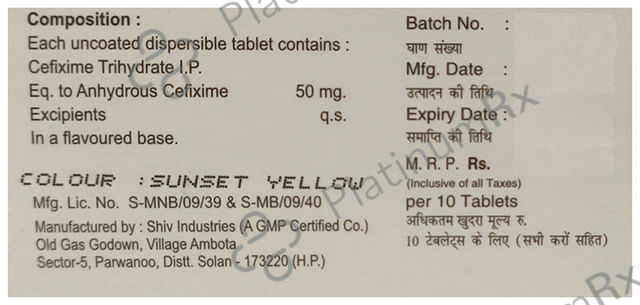 Composition :
Each uncoated dispersible tablet contains :
Cefixime Trihydrate I.P.
Eq. to Anhydrous Cefixime 50 mg.
Excipients q.s.
In a flavoured base.
COLOUR : SUNSET YELLOW
Mfg. Lic. No. S-MNB/09/39 & S-MB/09/40
Manufactured by : Shiv Industries (A GMP Certified Co.)
Old Gas Godown, Village Ambota
Sector-5, Parwanoo, Distt. Solan - 173220 (H.P.)
Batch No. :
घाण संख्या
Mfg. Date :
उत्पादन की तिथि
Expiry Date :
समाप्ति की तिथि
M. R. P. Rs.
(Inclusive of all Taxes)
per 10 Tablets
अधिकतम खुदरा मूल्य रु.
10 टेबलेट्स के लिए (सभी करों सहित)
PlatinumRx
PlatinumRx
PlatinumRx